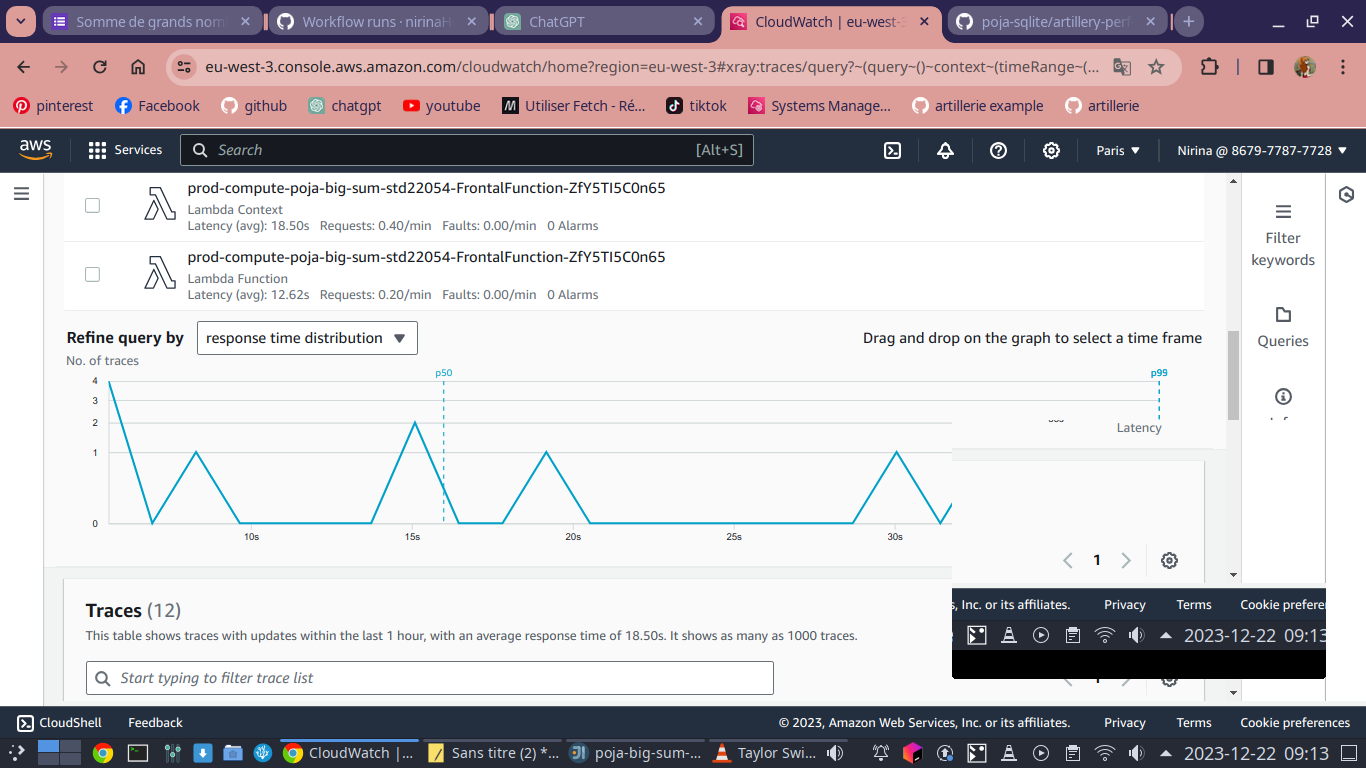 Somme de grands nom
Workflow runs · nirinaH
ChatGPT
CloudWatch | eu-west-3
poja-sqlite/artillery-perf
eu-west-3.console.aws.amazon.com/cloudwatch/home?region=eu-west-3#xray:traces/query?~(query~()~context~(timeRange~(...
pinterest
Facebook
github
chatgpt
youtube
Utiliser Fetch - Ré...
tiktok
Systems Manage...
artillerie example
artillerie
aws
Services
Search
[Alt+S]
Paris
Nirina @ 8679-7787-7728
prod-compute-poja-big-sum-std22054-FrontalFunction-ZfY5TI5C0n65
Lambda Context
Latency (avg): 18.50s Requests: 0.40/min Faults: 0.00/min 0 Alarms
prod-compute-poja-big-sum-std22054-FrontalFunction-ZfY5TI5C0n65
Lambda Function
Latency (avg): 12.62s Requests: 0.20/min Faults: 0.00/min 0 Alarms
Filter
keywords
Queries
Refine query by
response time distribution
Drag and drop on the graph to select a time frame
No. of traces
p50
p99
4
3
2
1
0
Latency
10s
15s
20s
25s
30s
1
Traces (12)
This table shows traces with updates within the last 1 hour, with an average response time of 18.50s. It shows as many as 1000 traces.
Start typing to filter trace list
s, Inc. or its affiliates.
Privacy
Terms
Cookie preferen
2023-12-22 09:13
CloudShell
Feedback
© 2023, Amazon Web Services, Inc. or its affiliates.
Privacy
Terms
Cookie preferences
CloudWatch |...
Sans titre (2) *...
poja-big-sum-...
Taylor Swi...
2023-12-22 09:13